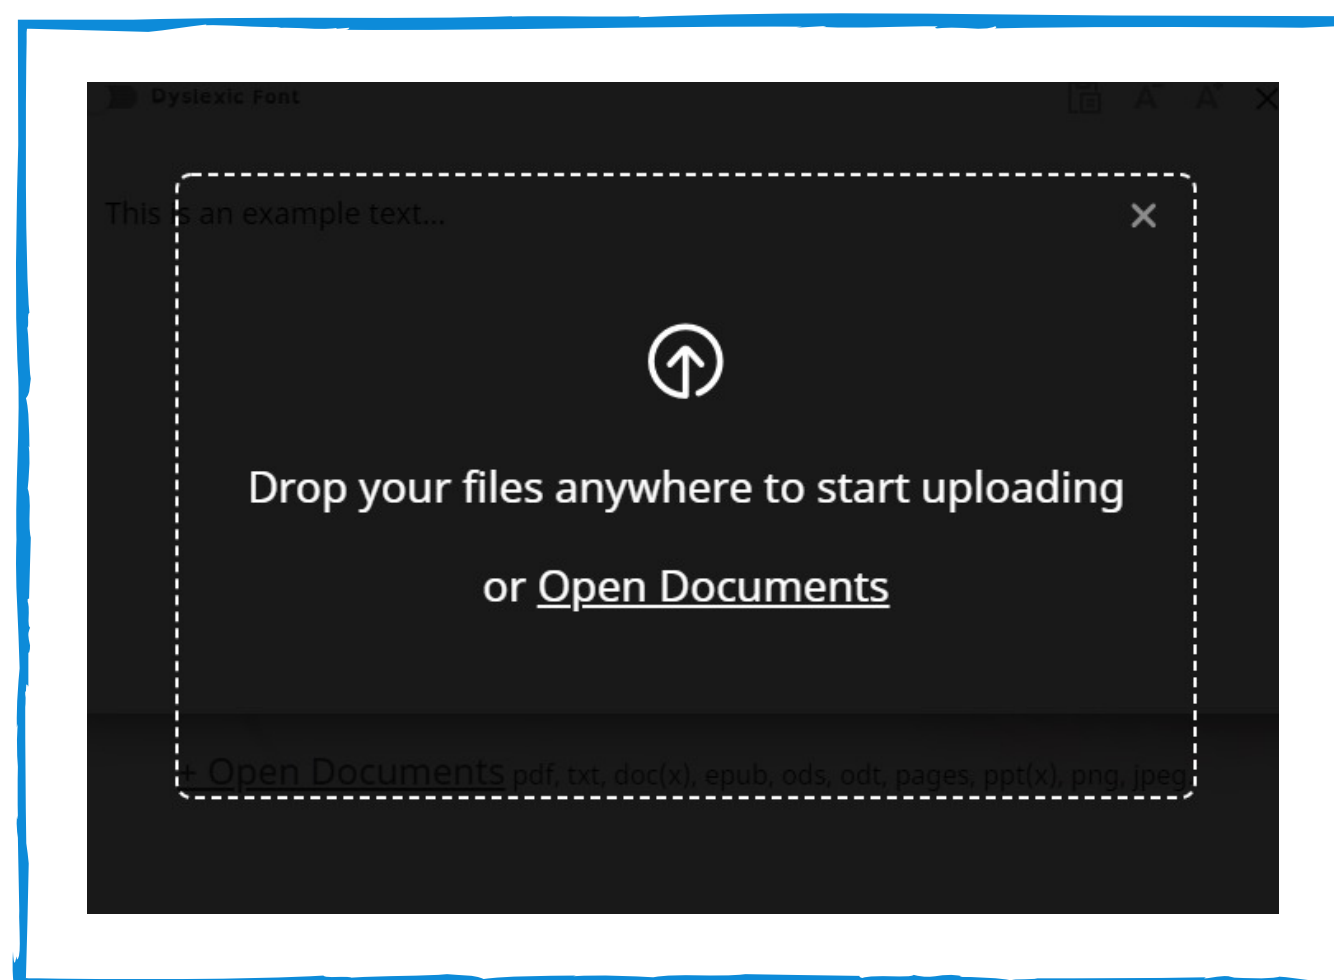 Dyslexic Font
This is an example text...
Drop your files anywhere to start uploading
or Open Documents
+ Open Documents pdf, txt, doc(x), epub, ods, odt, pages, ppt(x), png, jpeg